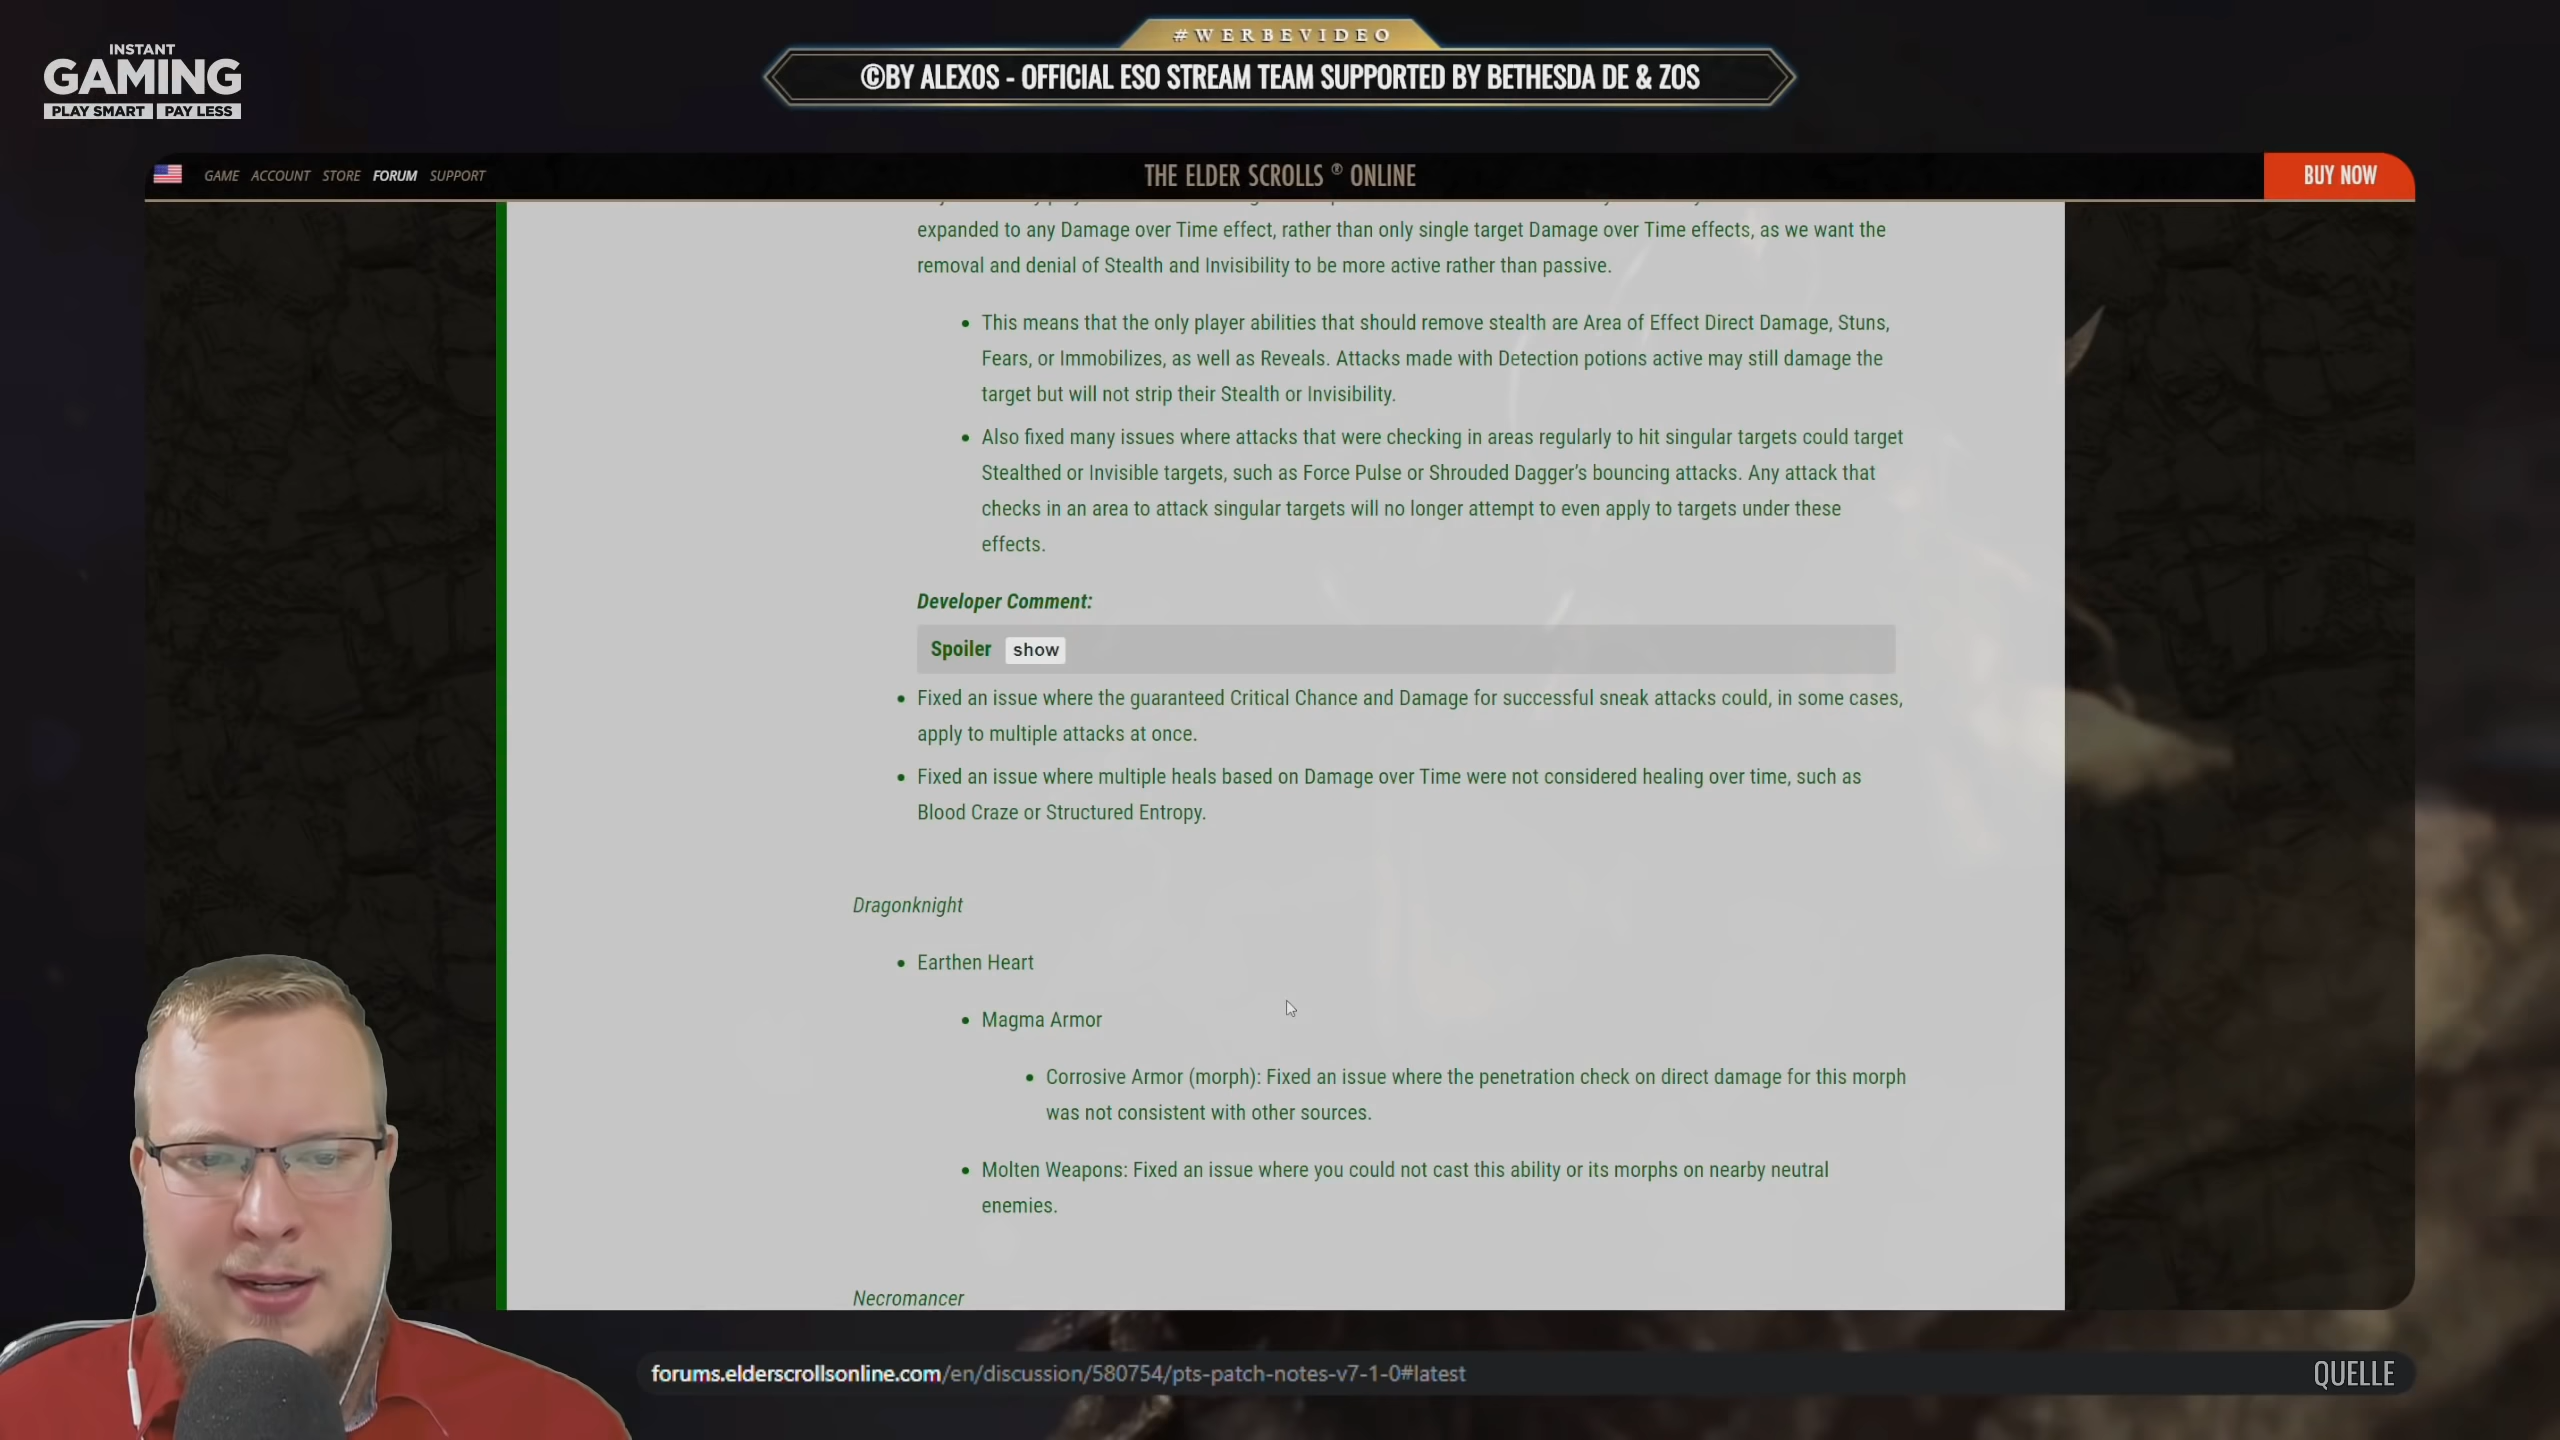 #WERBEVIDEO
INSTANT
GAMING
PLAY SMART PAY LESS
©BY ALEXOS - OFFICIAL ESO STREAM TEAM SUPPORTED BY BETHESDA DE & ZOS
GAME ACCOUNT STORE FORUM SUPPORT
THE ELDER SCROLLS ® ONLINE
BUY NOW
expanded to any Damage over Time effect, rather than only single target Damage over Time effects, as we want the
removal and denial of Stealth and Invisibility to be more active rather than passive.
• This means that the only player abilities that should remove stealth are Area of Effect Direct Damage, Stuns,
Fears, or Immobilizes, as well as Reveals. Attacks made with Detection potions active may still damage the
target but will not strip their Stealth or Invisibility.
• Also fixed many issues where attacks that were checking in areas regularly to hit singular targets could target
Stealthed or Invisible targets, such as Force Pulse or Shrouded Dagger's bouncing attacks. Any attack that
checks in an area to attack singular targets will no longer attempt to even apply to targets under these
effects.
Developer Comment:
Spoiler show
• Fixed an issue where the guaranteed Critical Chance and Damage for successful sneak attacks could, in some cases,
apply to multiple attacks at once.
• Fixed an issue where multiple heals based on Damage over Time were not considered healing over time, such as
Blood Craze or Structured Entropy.
Dragonknight
• Earthen Heart
• Magma Armor
• Corrosive Armor (morph): Fixed an issue where the penetration check on direct damage for this morph
was not consistent with other sources.
• Molten Weapons: Fixed an issue where you could not cast this ability or its morphs on nearby neutral
enemies.
Necromancer
forums.elderscrollsonline.com/en/discussion/580754/pts-patch-notes-v7-1-0#latest
QUELLE